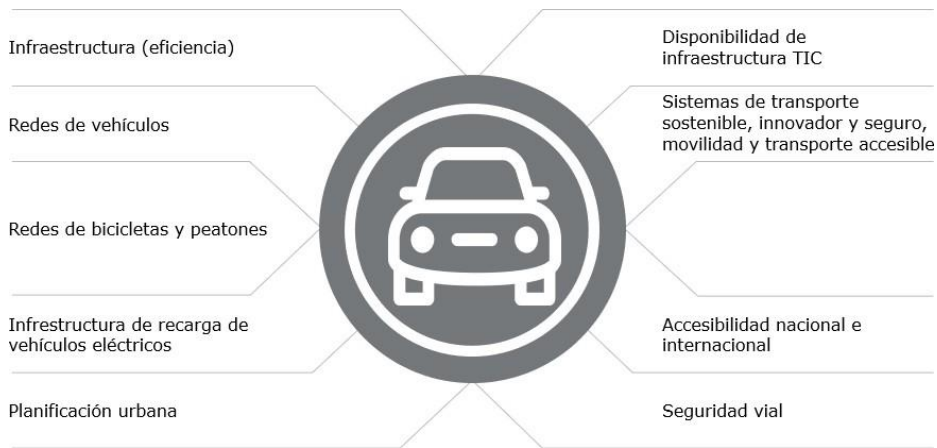 Infraestructura (eficiencia)
Redes de vehículos
Redes de bicicletas y peatones
Infrestructura de recarga de
vehículos eléctricos
Planificación urbana
Disponibilidad de
infraestructura TIC
Sistemas de transporte
sostenible, innovador y seguro,
movilidad y transporte accesible
Accesibilidad nacional e
internacional
Seguridad vial